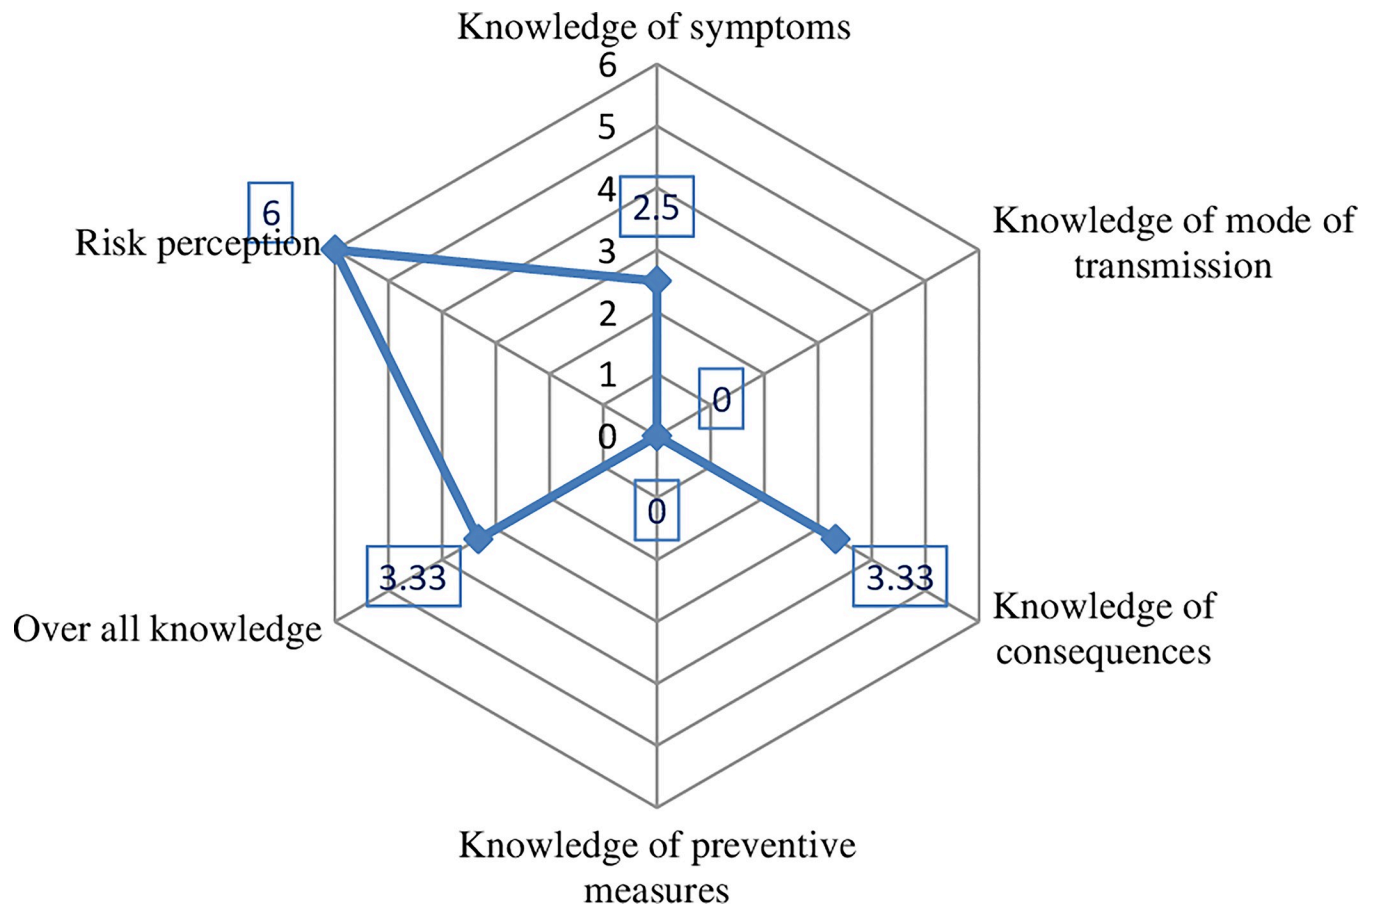 Knowledge of symptoms
6
5
4
3
2
1
0
2.5
6
Risk perception
Knowledge of mode of
transmission
0
0
3.33
3.33
Over all knowledge
Knowledge of
consequences
Knowledge of preventive
measures